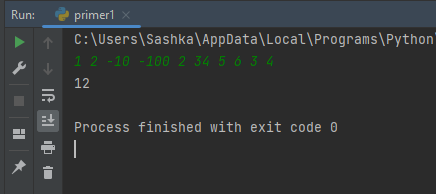 Run: primer1
C:\Users\Sashka\AppData\Local\Programs\Python\
1 2 -10 -100 2 34 5 6 3 4
12
Process finished with exit code 0